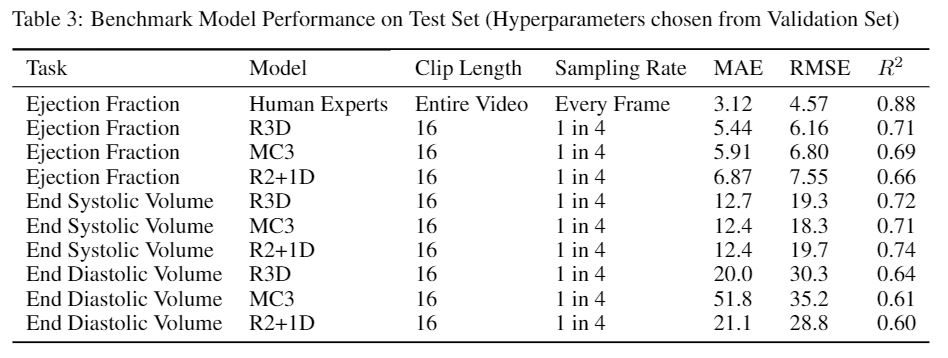 Table 3: Benchmark Model Performance on Test Set (Hyperparameters chosen from Validation Set)
Task Model Clip Length Sampling Rate MAE RMSE R²
Ejection Fraction Human Experts Entire Video Every Frame 3.12 4.57 0.88
Ejection Fraction R3D 16 1 in 4 5.44 6.16 0.71
Ejection Fraction MC3 16 1 in 4 5.91 6.80 0.69
Ejection Fraction R2+1D 16 1 in 4 6.87 7.55 0.66
End Systolic Volume R3D 16 1 in 4 12.7 19.3 0.72
End Systolic Volume MC3 16 1 in 4 12.4 18.3 0.71
End Systolic Volume R2+1D 16 1 in 4 12.4 19.7 0.74
End Diastolic Volume R3D 16 1 in 4 20.0 30.3 0.64
End Diastolic Volume MC3 16 1 in 4 51.8 35.2 0.61
End Diastolic Volume R2+1D 16 1 in 4 21.1 28.8 0.60